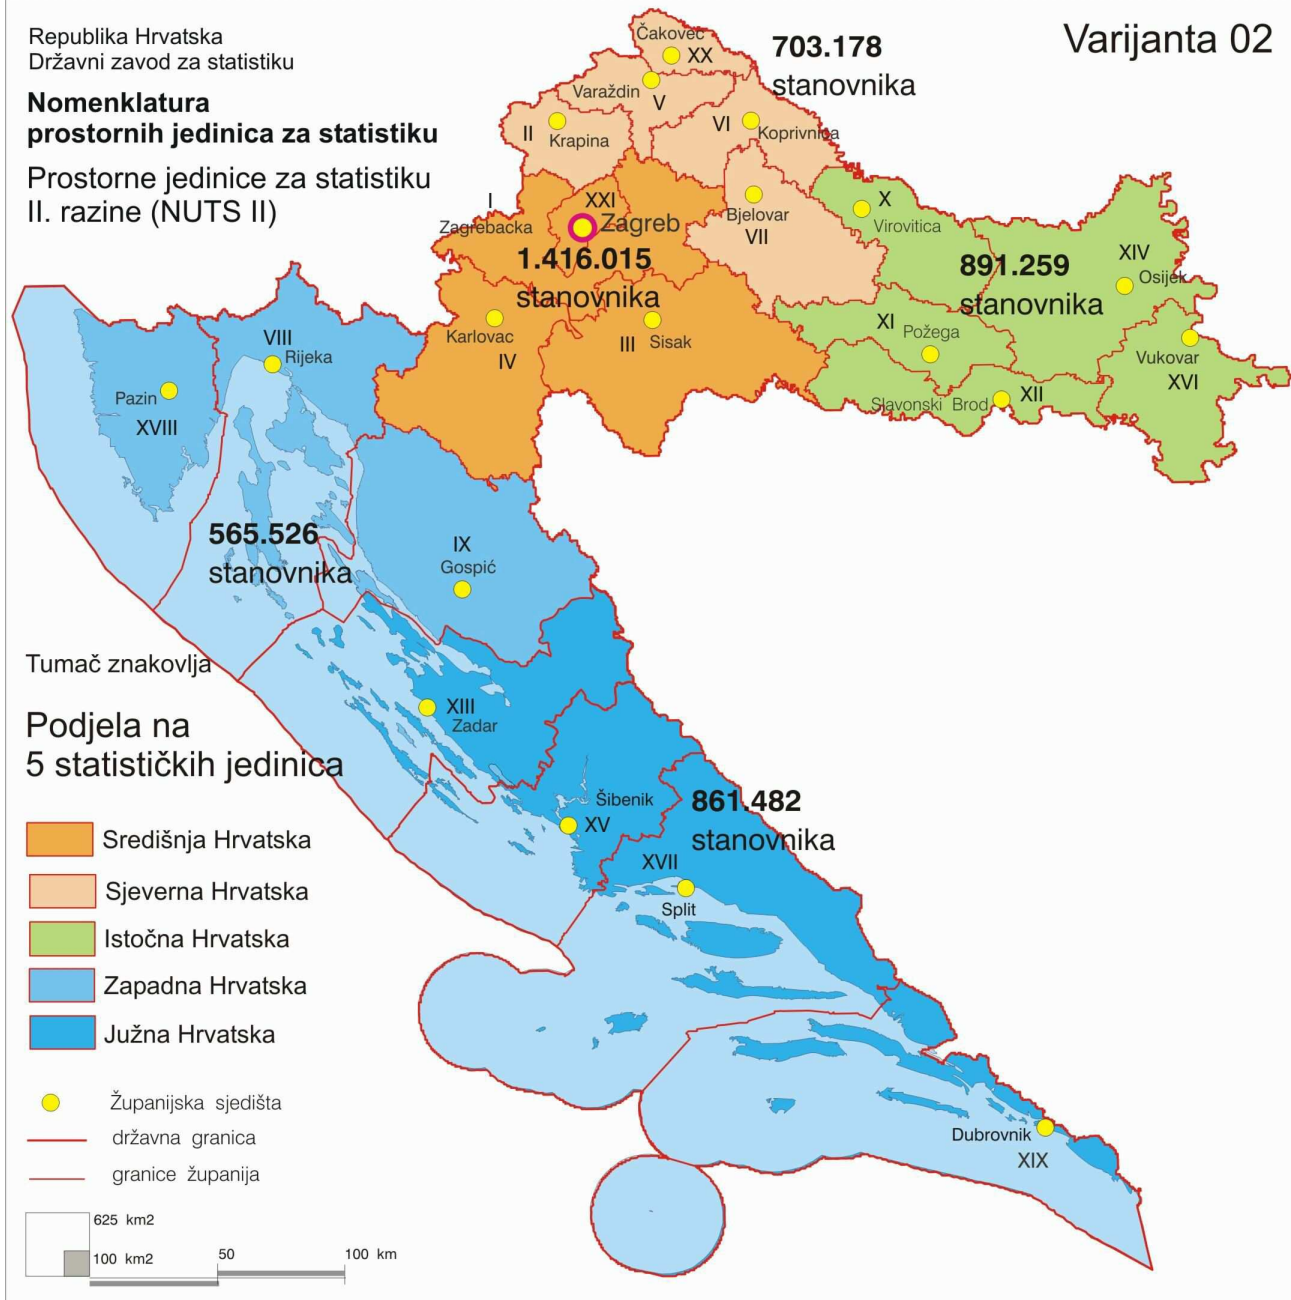 Republika Hrvatska
Državni zavod za statistiku
Nomenklatura
prostornih jedinica za statistiku
Prostorne jedinice za statistiku
II. razine (NUTS II)
Varijanta 02
Čakovec
XX
703.178
stanovnika
Varaždin
V
II
Krapina
VI
Koprivnica
I
Zagrebacka
XXI
Zagreb
1.416.015
stanovnika
Bjelovar
VII
X
Virovitica
891.259
stanovnika
XIV
Osijek
Karlovac
IV
III Sisak
XI
Požega
Vukovar
XVI
Slavonski Brod
XII
VIII
Rijeka
Pazin
XVIII
565.526
stanovnika
IX
Gospić
XIII
Zadar
Šibenik
XV
861.482
stanovnika
XVII
Split
Dubrovnik
XIX
Tumač znakovlja
Podjela na
5 statističkih jedinica
Središnja Hrvatska
Sjeverna Hrvatska
Istočna Hrvatska
Zapadna Hrvatska
Južna Hrvatska
Županijska sjedišta
državna granica
granice županija
625 km2
100 km2
50
100 km